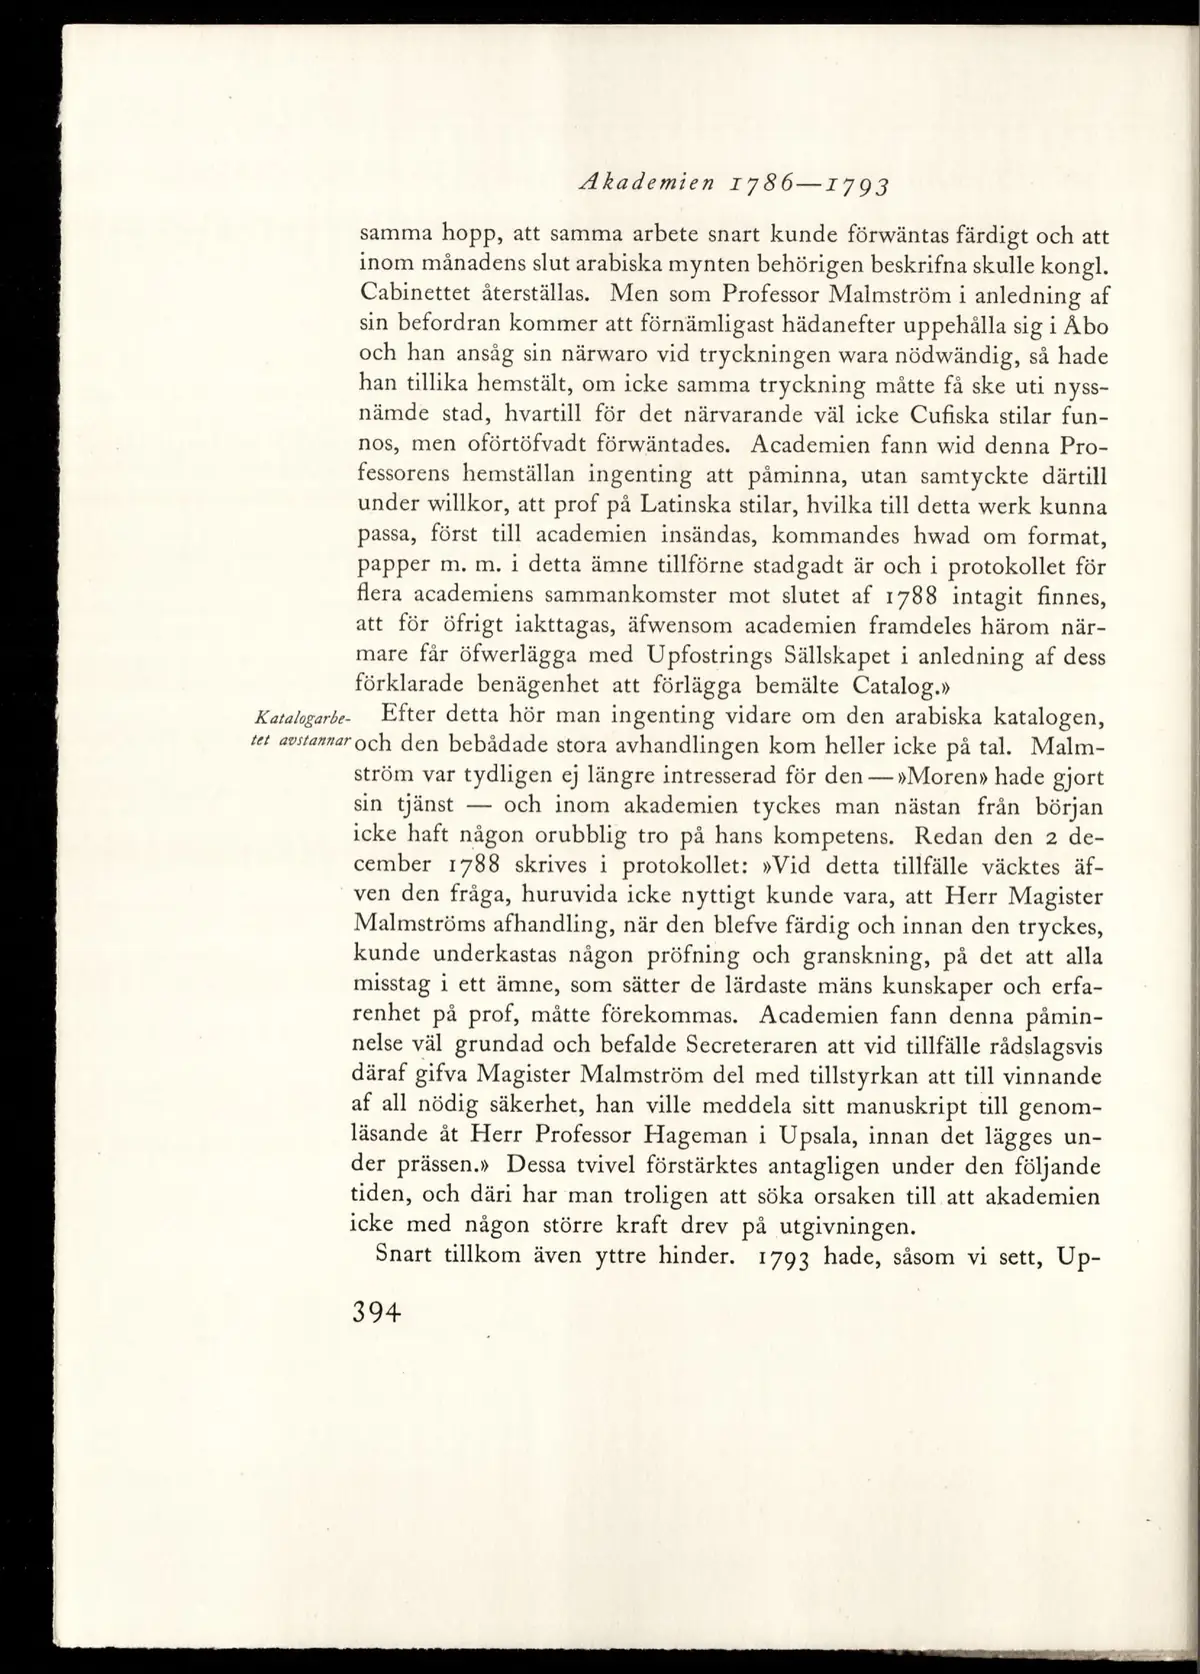 Akademien 1786—1793
samma hopp, att samma arbete snart kunde förwäntas färdigt och att
inom månadens slut arabiska mynten behörigen beskrifna skulle kongl.
Cabinettet återställas. Men som Professor Malmström i anledning af
sin befordran kommer att förnämligast hädanefter uppehålla sig i Åbo
och han ansåg sin närwaro vid tryckningen wara nödwändig, så hade
han tillika hemstält, om icke samma tryckning måtte få ske uti nyss-
nämde stad, hvartill för det närvarande väl icke Cufiska stilar fun-
nos, men oförtöfvadt förwäntades. Academien fann wid denna Pro-
fessorens hemställan ingenting att påminna, utan samtyckte därtill
under willkor, att prof på Latinska stilar, hvilka till detta werk kunna
passa, först till academien insändas, kommandes hwad om format,
papper m. m. i detta ämne tillförne stadgadt är och i protokollet för
flera academiens sammankomster mot slutet af 1788 intagit finnes,
att för öfrigt iakttagas, äfwensom academien framdeles härom när-
mare får öfwerlägga med Upfostrings Sällskapet i anledning af dess
förklarade benägenhet att förlägga bemälte Catalog.»
Katalogarbe-
tet avstannar
Efter detta hör man ingenting vidare om den arabiska katalogen,
och den bebådade stora avhandlingen kom heller icke på tal. Malm-
ström var tydligen ej längre intresserad för den — »Moren» hade gjort
sin tjänst — och inom akademien tyckes man nästan från början
icke haft någon orubblig tro på hans kompetens. Redan den 2 de-
cember 1788 skrives i protokollet: »Vid detta tillfälle väcktes äf-
ven den fråga, huruvida icke nyttigt kunde vara, att Herr Magister
Malmströms afhandling, när den blefve färdig och innan den tryckes,
kunde underkastas någon pröfning och granskning, på det att alla
misstag i ett ämne, som sätter de lärdaste mäns kunskaper och erfa-
renhet på prof, måtte förekommas. Academien fann denna påmin-
nelse väl grundad och befalde Secreteraren att vid tillfälle rådslagsvis
däraf gifva Magister Malmström del med tillstyrkan att till vinnande
af all nödig säkerhet, han ville meddela sitt manuskript till genom-
läsande åt Herr Professor Hageman i Upsala, innan det lägges un-
der prässen.» Dessa tvivel förstärktes antagligen under den följande
tiden, och däri har man troligen att söka orsaken till att akademien
icke med någon större kraft drev på utgivningen.
Snart tillkom även yttre hinder. 1793 hade, såsom vi sett, Up-
394